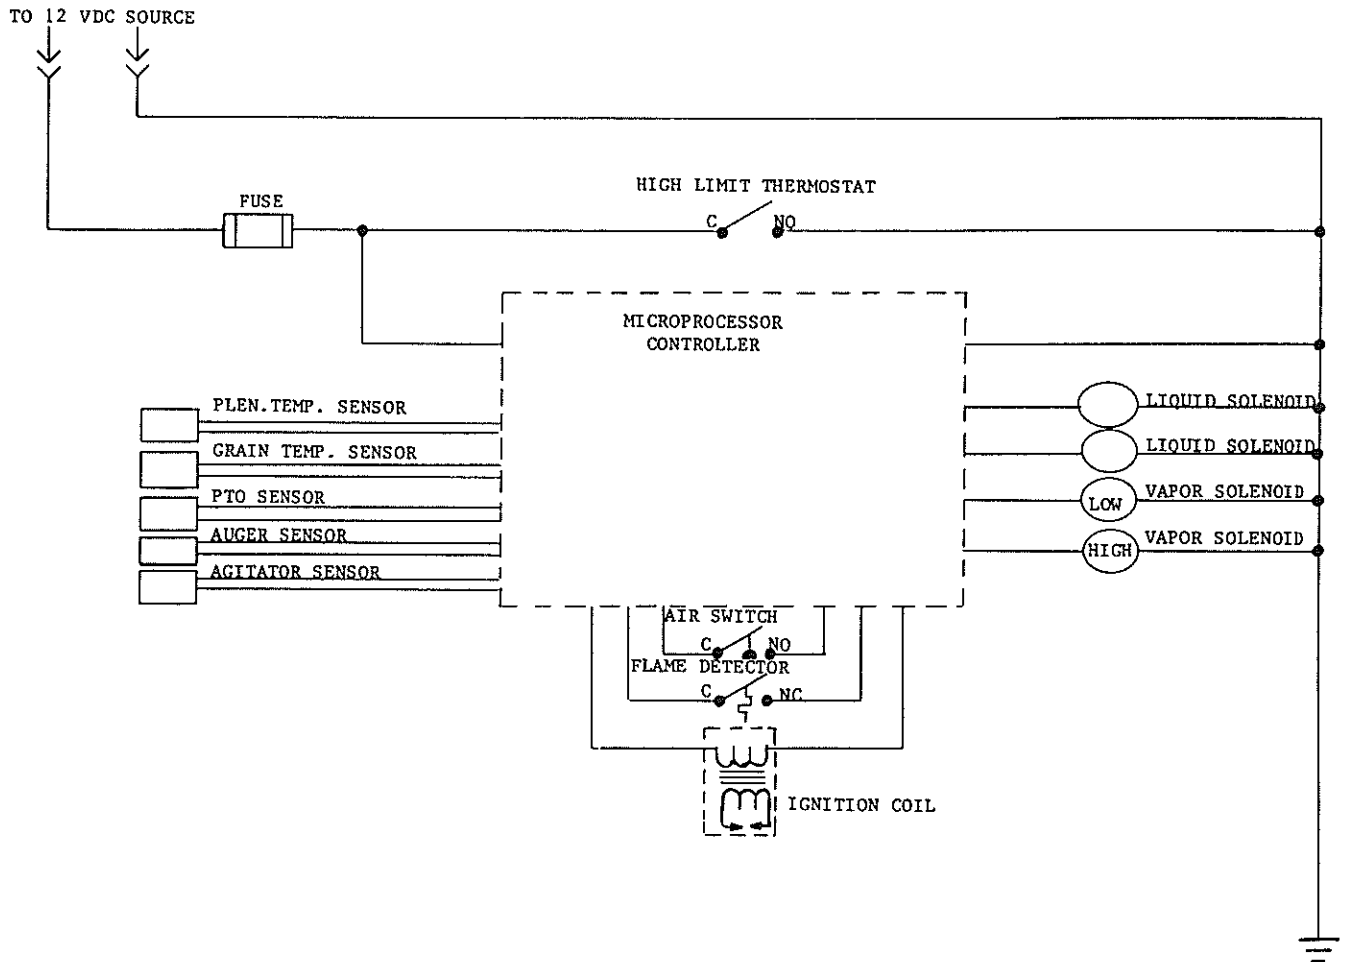 TO 12 VDC SOURCE
HIGH LIMIT THERMOSTAT
FUSE
C NO
MICROPROCESSOR
CONTROLLER
PLEN.TEMP. SENSOR
GRAIN TEMP. SENSOR
PTO SENSOR
AUGER SENSOR
AGITATOR SENSOR
LIQUID SOLENOID
LIQUID SOLENOID
LOW VAPOR SOLENOID
HIGH VAPOR SOLENOID
AIR SWITCH
C NO
FLAME DETECTOR
C NC
IGNITION COIL